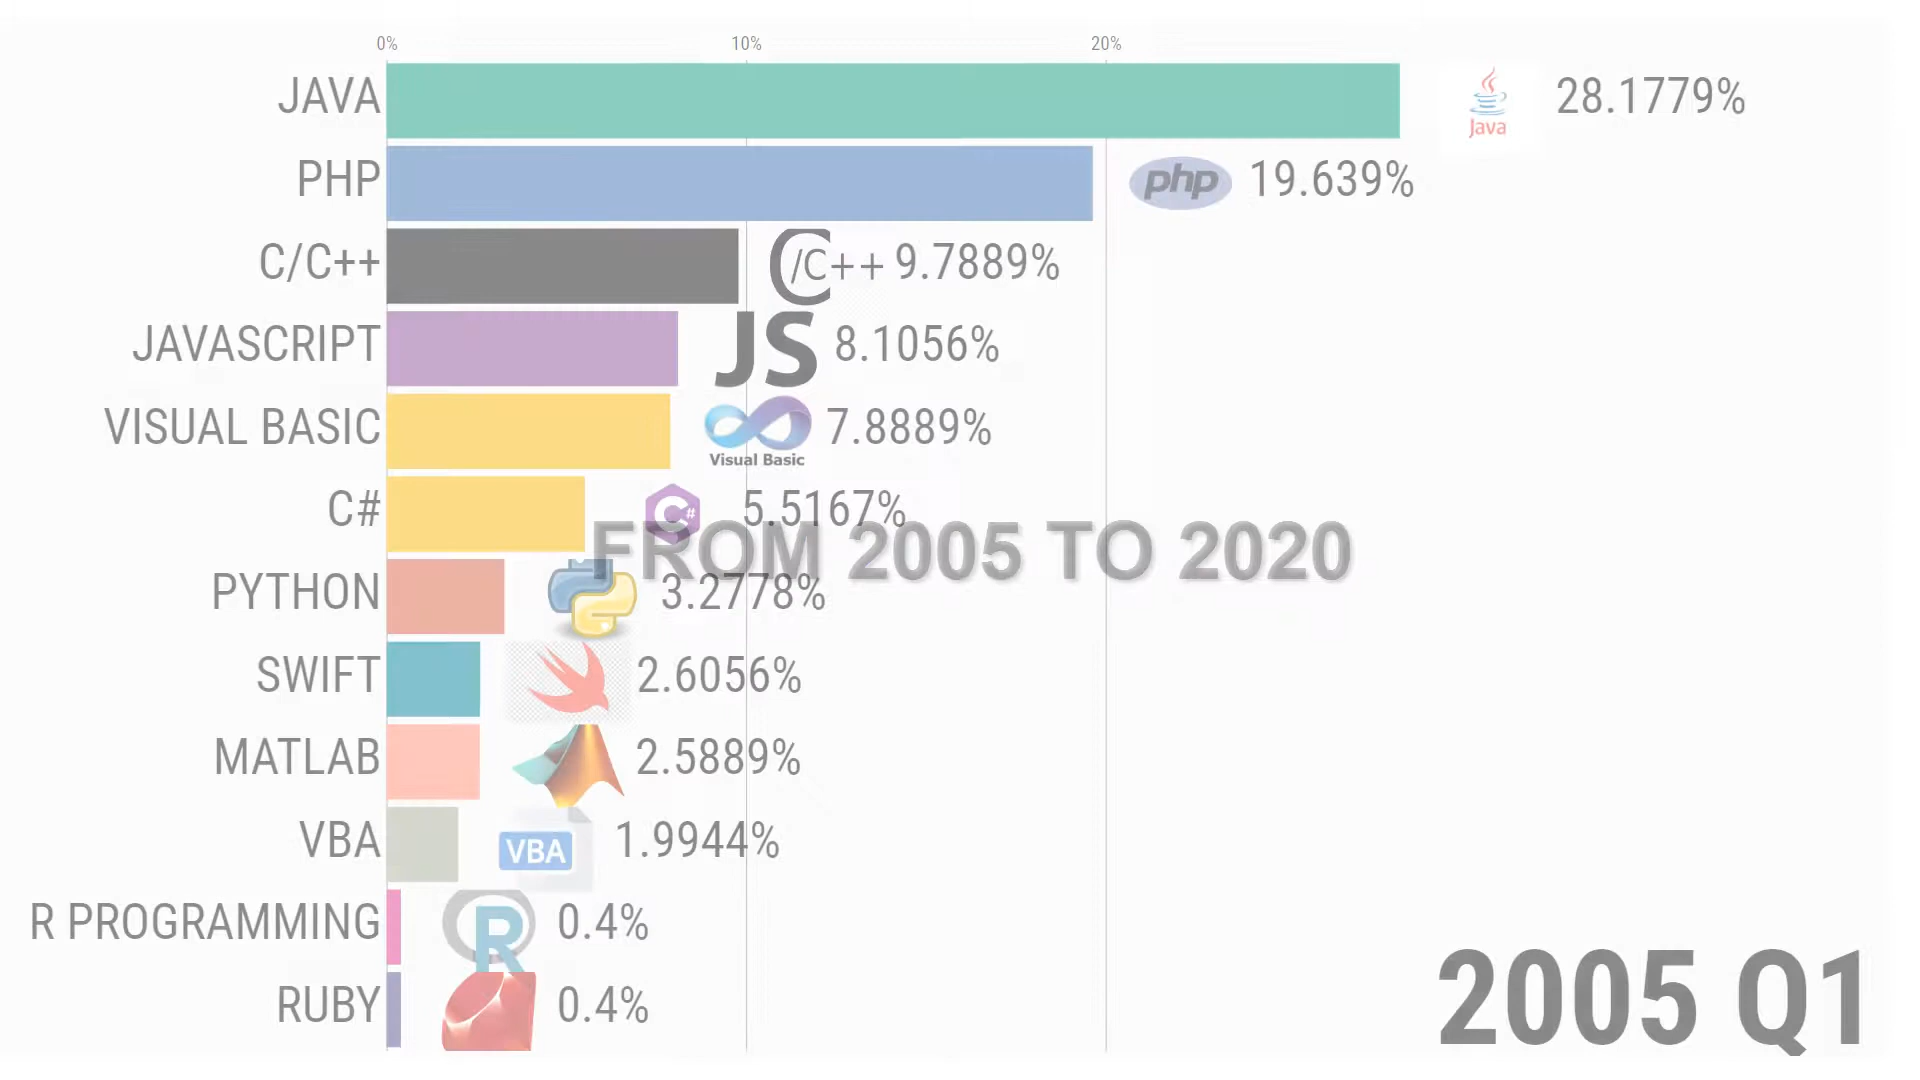 0% 10% 20%
JAVA Java 28.1779%
PHP php 19.639%
C/C++ C/C++ 9.7889%
JAVASCRIPT JS 8.1056%
VISUAL BASIC Visual Basic 7.8889%
C# C# 5.5167%
FROM 2005 TO 2020
PYTHON 3.2778%
SWIFT 2.6056%
MATLAB 2.5889%
VBA VBA 1.9944%
R PROGRAMMING R 0.4%
RUBY 0.4%
2005 Q1